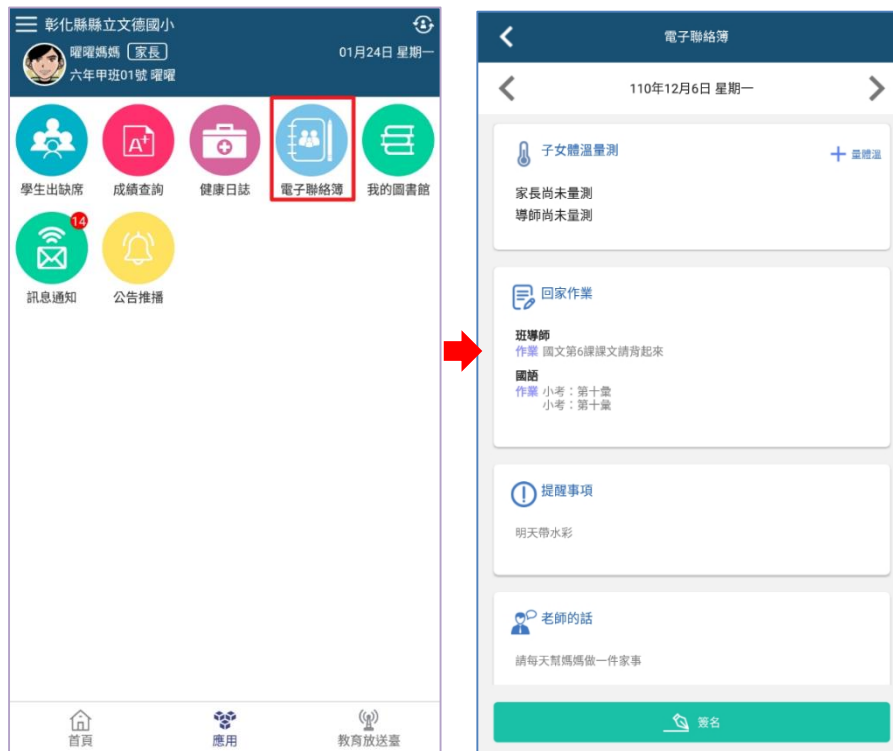 彰化縣縣立文德國小
曜曜媽媽 家長
01月24日 星期一
六年甲班01號 曜曜
A+
學生出缺席
成績查詢
健康日誌
電子聯絡簿
我的圖書館
14
訊息通知
公告推播
首頁
應用
教育放送臺
電子聯絡簿
110年12月6日 星期一
子女體溫量測
量體溫
家長尚未量測
導師尚未量測
回家作業
班導師
作業 國文第6課課文請背起來
國語
作業 小考：第十彙
小考：第十彙
提醒事項
明天帶水彩
老師的話
請每天幫媽媽做一件家事
簽名